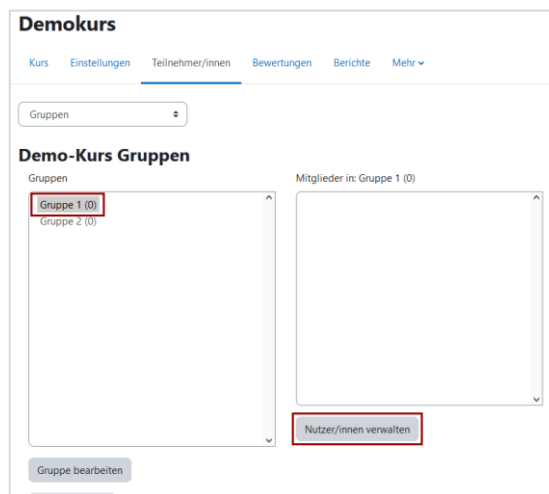 Demokurs
Kurs Einstellungen Teilnehmer/innen Bewertungen Berichte Mehr
Gruppen
Demo-Kurs Gruppen
Gruppen
Mitglieder in: Gruppe 1 (0)
Gruppe 1 (0)
Gruppe 2 (0)
Nutzer/innen verwalten
Gruppe bearbeiten